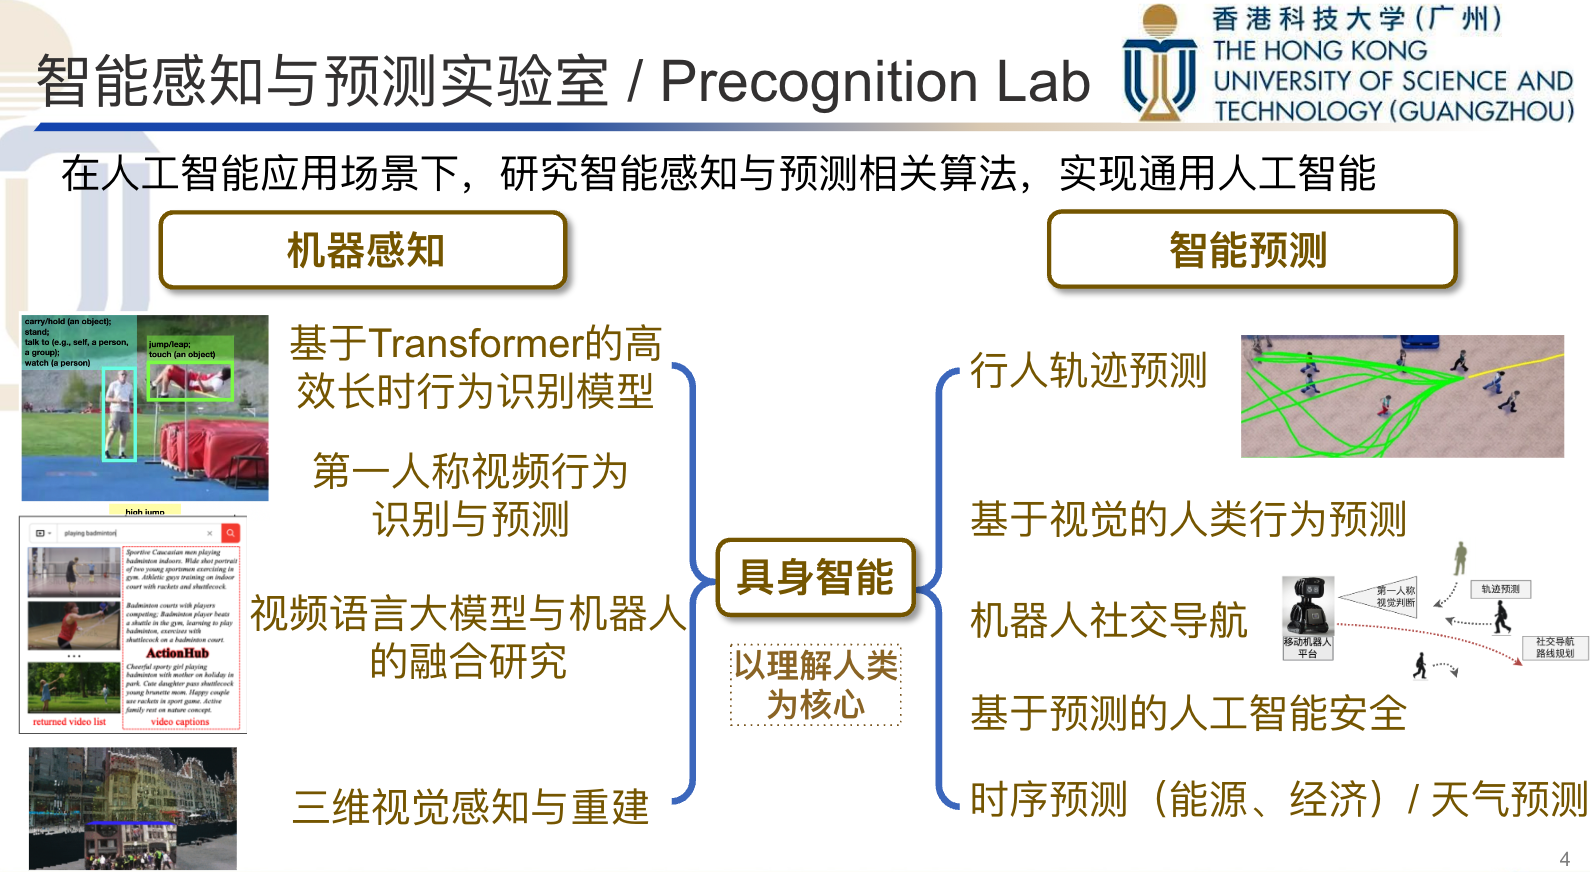 智能感知与预测实验室 / Precognition Lab
香港科技大学(广州)
THE HONG KONG
UNIVERSITY OF SCIENCE AND
TECHNOLOGY (GUANGZHOU)
在人工智能应用场景下，研究智能感知与预测相关算法，实现通用人工智能
机器感知
carry/hold (an object);
stand;
talk to (e.g., self, a person,
a group);
watch (a person)
jump/leap;
touch (an object)
high jump
基于Transformer的高
效长时行为识别模型
第一人称视频行为
识别与预测
playing badminton
Sportive Caucasian men playing
badminton indoors. Wide shot portrait
of two young sportsmen exercising in
gym. Athletic guys training on indoor
court with rackets and shuttlecock.
Badminton courts with players
competing; Badminton player beats
a shuttle in the gym, learning to play
badminton, exercises with
shuttlecock on a badminton court.
ActionHub
Cheerful sporty girl playing
badminton with mother on holiday in
park. Cute daughter pass shuttlecock
young brunette mom. Happy couple
use rackets in sport game. Active
family rest on nature concept.
returned video list
video captions
视频语言大模型与机器人
的融合研究
三维视觉感知与重建
具身智能
以理解人类
为核心
智能预测
行人轨迹预测
基于视觉的人类行为预测
机器人社交导航
移动机器人
平台
第一人称
视觉判断
轨迹预测
社交导航
路线规划
基于预测的人工智能安全
时序预测（能源、经济）/ 天气预测
4